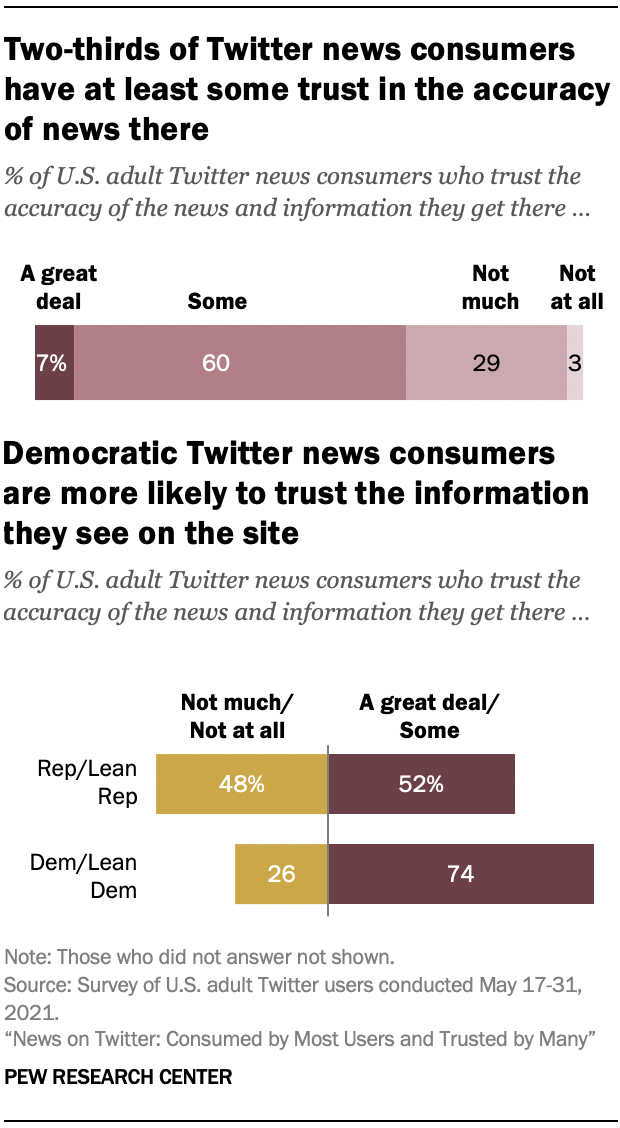 Two-thirds of Twitter news consumers
have at least some trust in the accuracy
of news there
% of U.S. adult Twitter news consumers who trust the
accuracy of the news and information they get there ...
A great
deal
Some
Not
much
Not
at all
7%
60
29
3
Democratic Twitter news consumers
are more likely to trust the information
they see on the site
% of U.S. adult Twitter news consumers who trust the
accuracy of the news and information they get there ...
Not much/
Not at all
A great deal/
Some
Rep/Lean
Rep
48%
52%
Dem/Lean
Dem
26
74
Note: Those who did not answer not shown.
Source: Survey of U.S. adult Twitter users conducted May 17-31,
2021.
“News on Twitter: Consumed by Most Users and Trusted by Many”
PEW RESEARCH CENTER